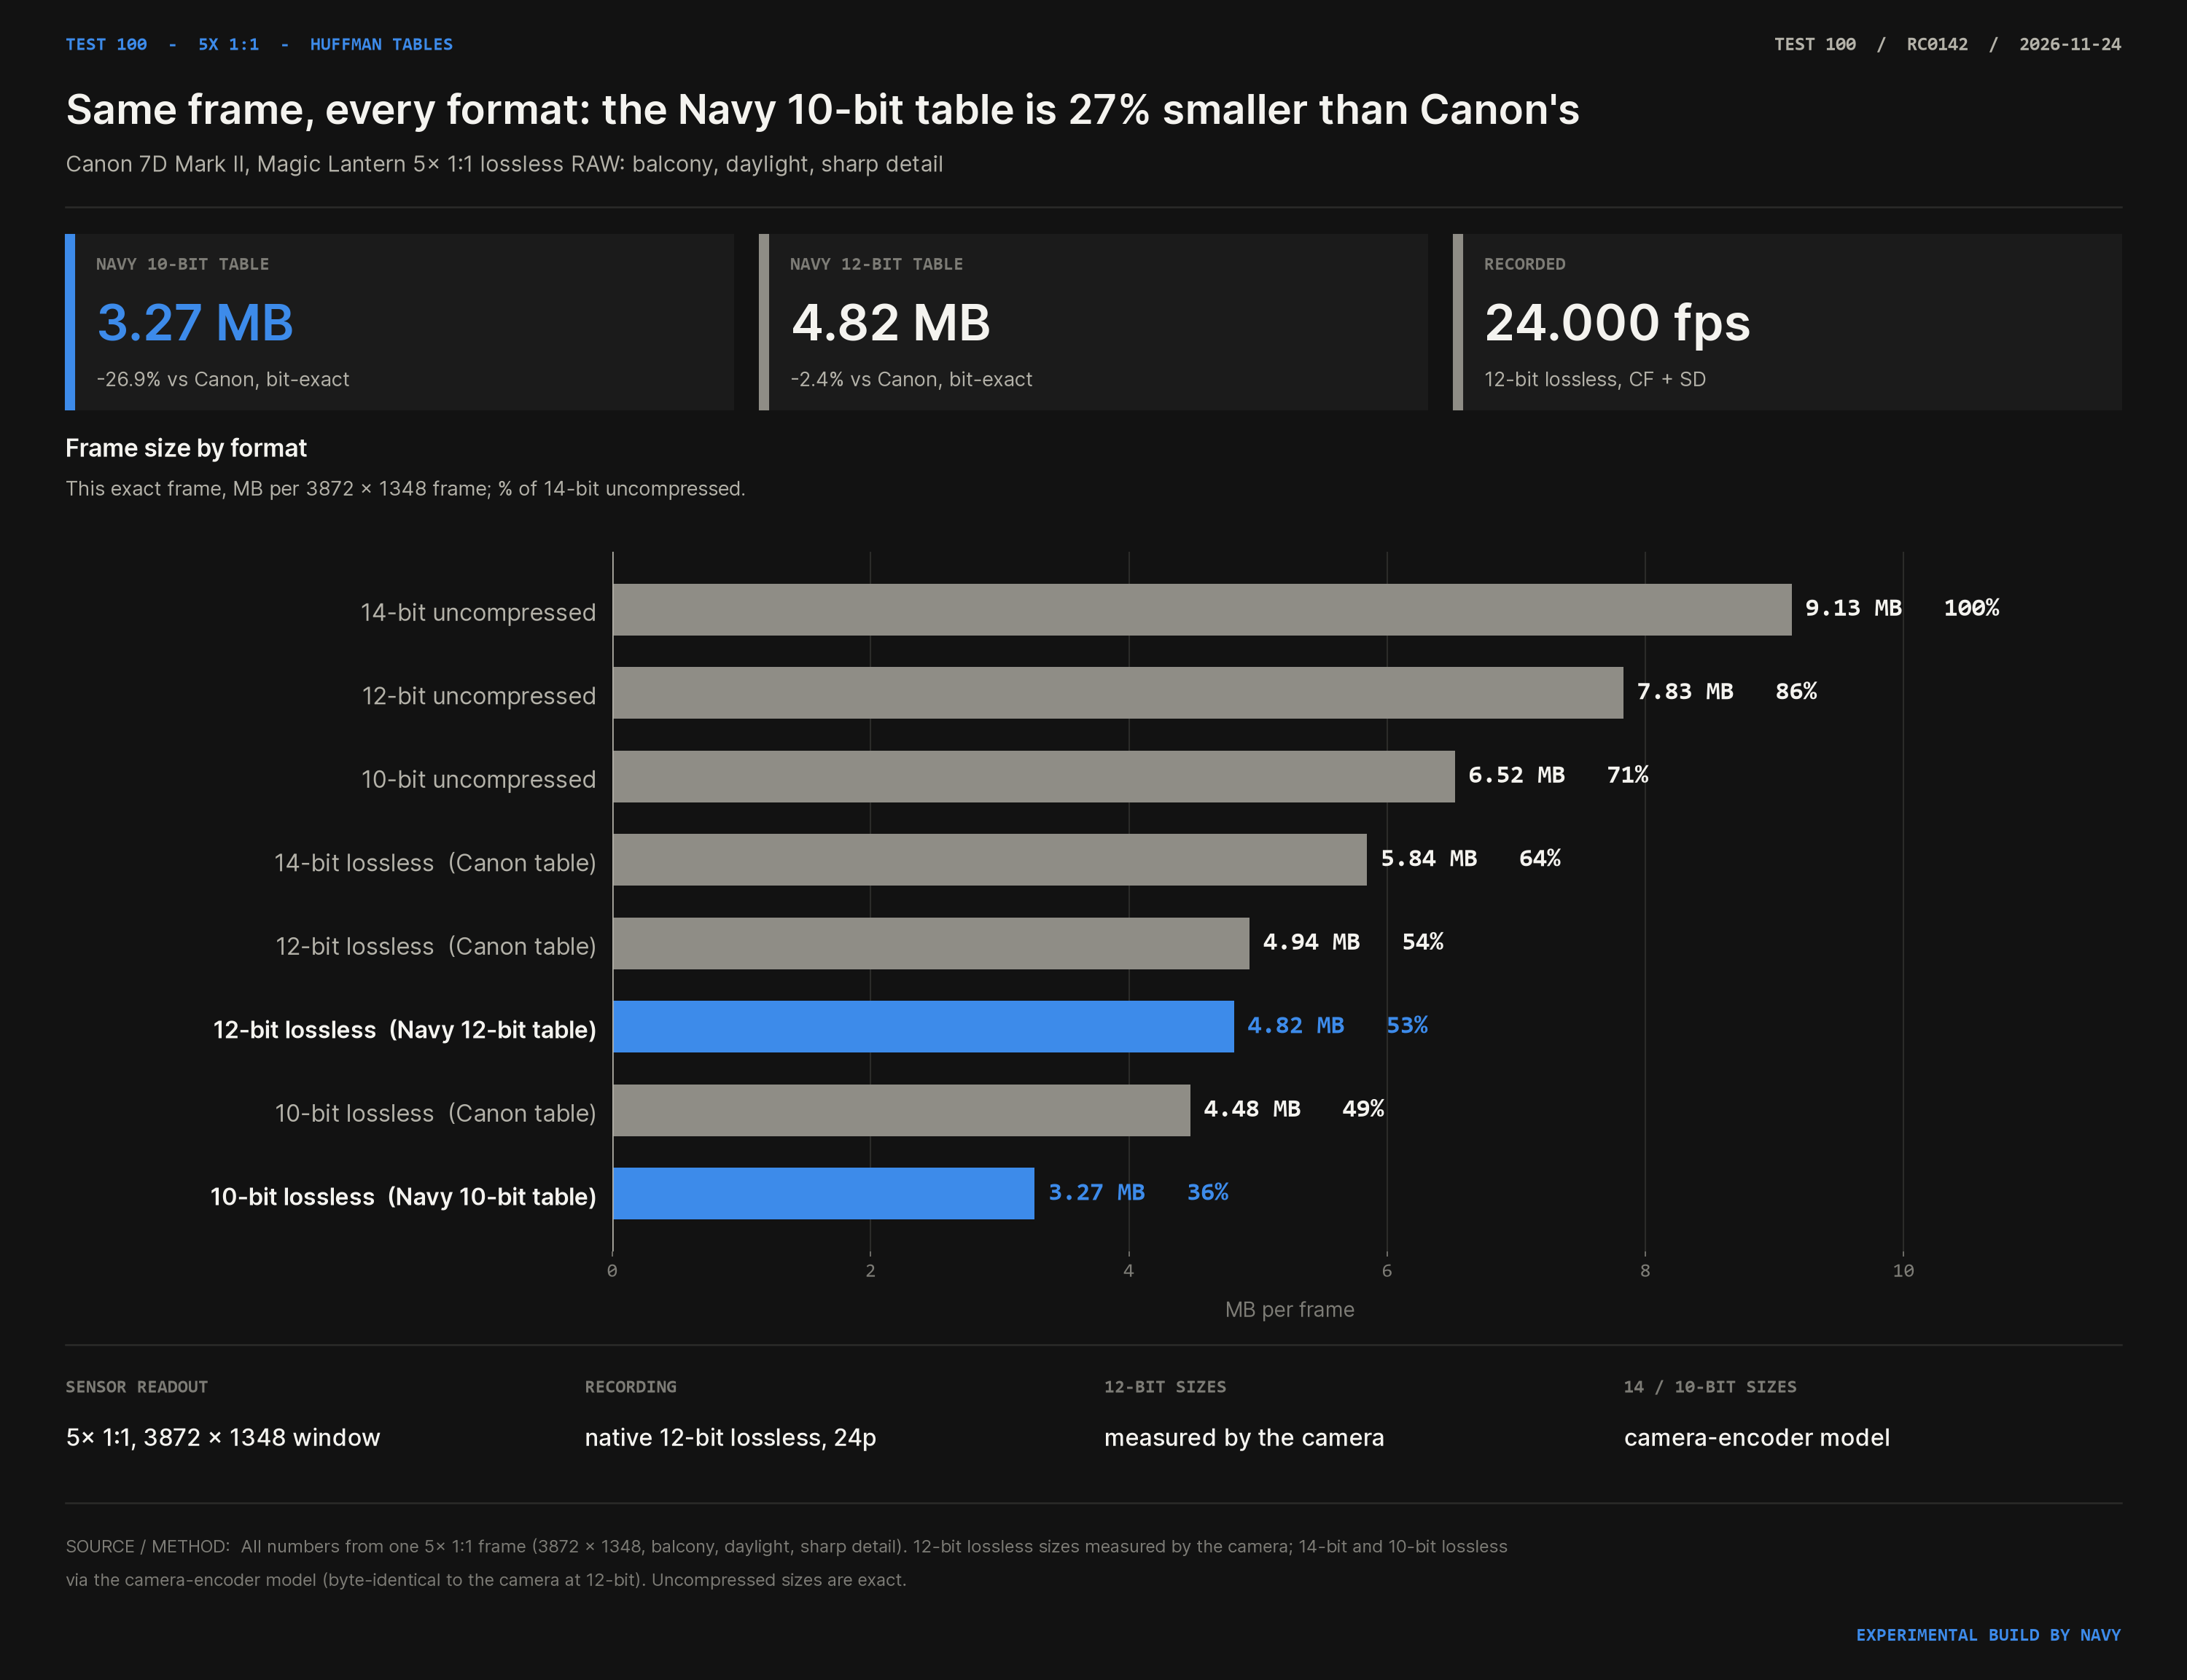 TEST 100 - 5X 1:1 - HUFFMAN TABLES
TEST 100 / RC0142 / 2026-11-24
Same frame, every format: the Navy 10-bit table is 27% smaller than Canon's
Canon 7D Mark II, Magic Lantern 5× 1:1 lossless RAW: balcony, daylight, sharp detail
NAVY 10-BIT TABLE
3.27 MB
-26.9% vs Canon, bit-exact
NAVY 12-BIT TABLE
4.82 MB
-2.4% vs Canon, bit-exact
RECORDED
24.000 fps
12-bit lossless, CF + SD
Frame size by format
This exact frame, MB per 3872 × 1348 frame; % of 14-bit uncompressed.
14-bit uncompressed 9.13 MB 100%
12-bit uncompressed 7.83 MB 86%
10-bit uncompressed 6.52 MB 71%
14-bit lossless (Canon table) 5.84 MB 64%
12-bit lossless (Canon table) 4.94 MB 54%
12-bit lossless (Navy 12-bit table) 4.82 MB 53%
10-bit lossless (Canon table) 4.48 MB 49%
10-bit lossless (Navy 10-bit table) 3.27 MB 36%
0 2 4 6 8 10
MB per frame
SENSOR READOUT
5× 1:1, 3872 × 1348 window
RECORDING
native 12-bit lossless, 24p
12-BIT SIZES
measured by the camera
14 / 10-BIT SIZES
camera-encoder model
SOURCE / METHOD: All numbers from one 5× 1:1 frame (3872 × 1348, balcony, daylight, sharp detail). 12-bit lossless sizes measured by the camera; 14-bit and 10-bit lossless
via the camera-encoder model (byte-identical to the camera at 12-bit). Uncompressed sizes are exact.
EXPERIMENTAL BUILD BY NAVY